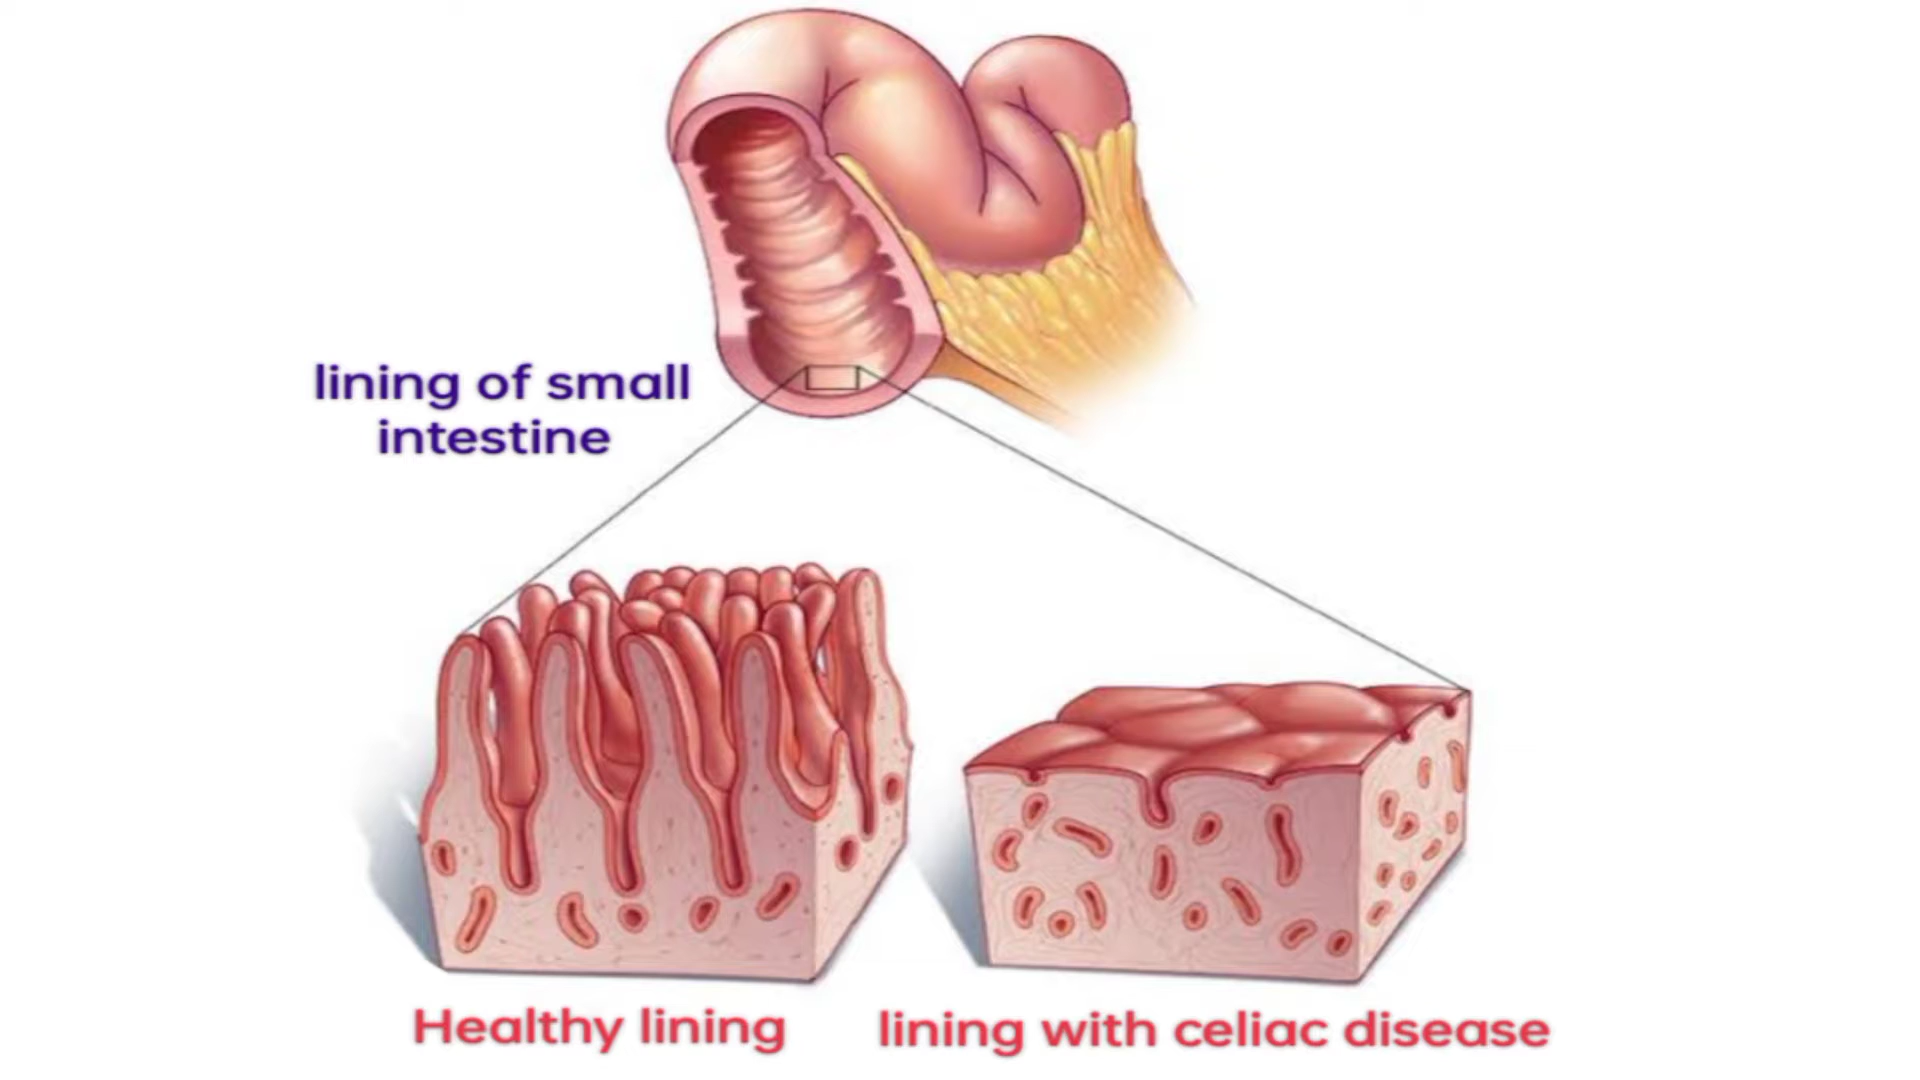 lining of small
intestine
Healthy lining
lining with celiac disease